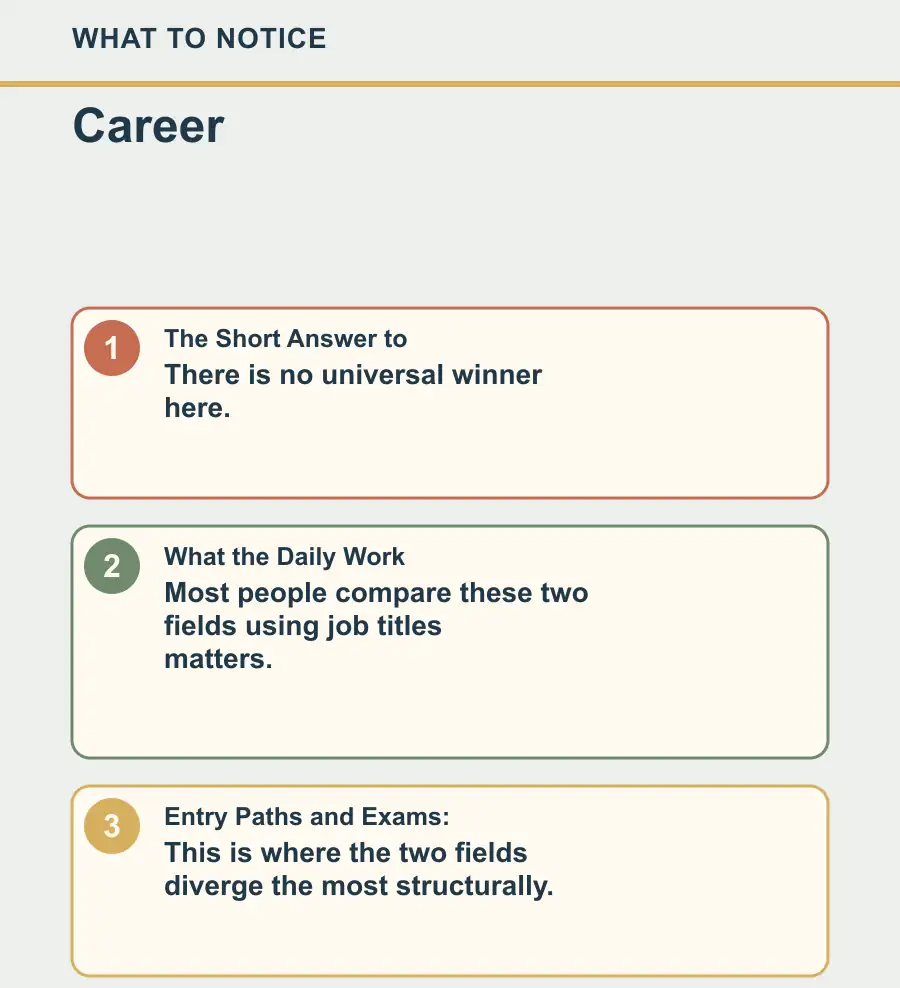 WHAT TO NOTICE
Career
1
The Short Answer to
There is no universal winner
here.
2
What the Daily Work
Most people compare these two
fields using job titles
matters.
3
Entry Paths and Exams:
This is where the two fields
diverge the most structurally.